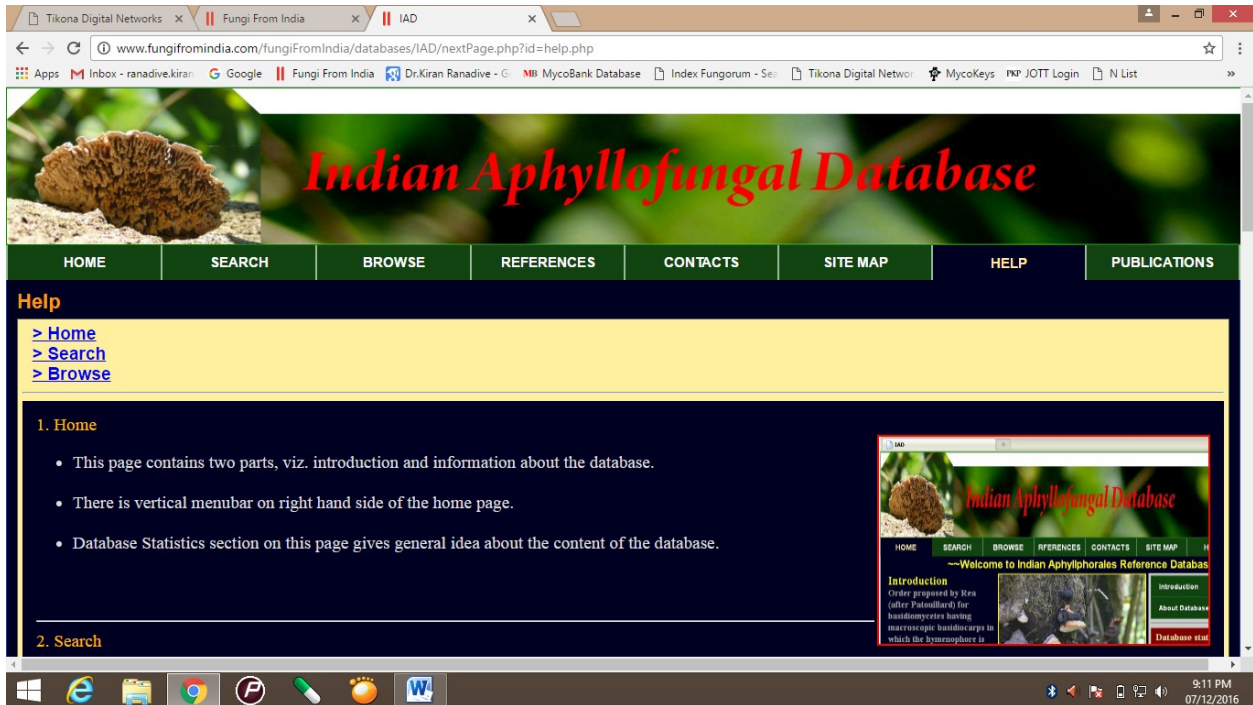 Tikona Digital Networks
Fungi From India
IAD
www.fungifromindia.com/fungiFromIndia/databases/IAD/nextPage.php?id=help.php
Apps Inbox - ranadive.kiran Google Fungi From India Dr.Kiran Ranadive - G MB MycoBank Database Index Fungorum - Sea Tikona Digital Networ MycoKeys PKP JOTT Login N List »
Indian Aphyllofungal Database
HOME SEARCH BROWSE REFERENCES CONTACTS SITE MAP HELP PUBLICATIONS
Help
> Home
> Search
> Browse
1. Home
• This page contains two parts, viz. introduction and information about the database.
• There is vertical menubar on right hand side of the home page.
• Database Statistics section on this page gives general idea about the content of the database.
IAD
Indian Aphyllofungal Database
HOME SEARCH BROWSE RFERENCES CONTACTS SITE MAP H
~~Welcome to Indian Aphyllphorales Reference Databas
Introduction
Order proposed by Rea
(after Patouillard) for
basidiomycetes having
macroscopic basidiocarps in
which the hymenophore is
Introduction
About Database
Database stat
2. Search
9:11 PM
07/12/2016